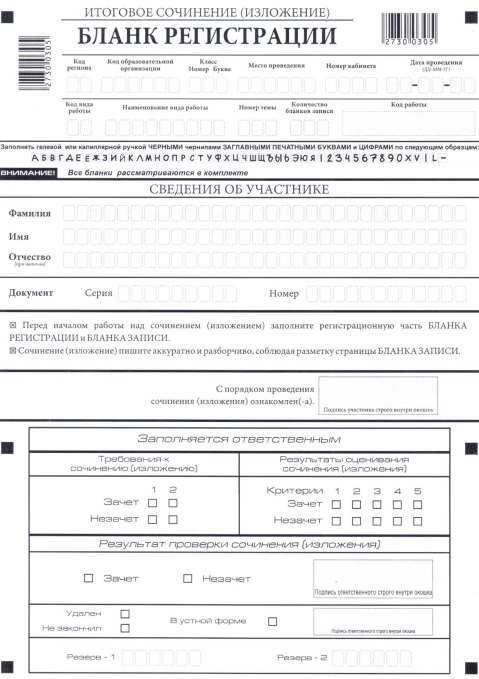 ИТОГОВОЕ СОЧИНЕНИЕ (ИЗЛОЖЕНИЕ)
БЛАНК РЕГИСТРАЦИИ
2730 0305
2730 0305
Код региона
Код образовательной организации
Класс
Номер Буква
Место проведения
Номер кабинета
Дата проведения
(ДД-ММ-ГГ)
Код вида работы
Наименование вида работы
Номер темы
Количество бланков записи
Код работы
Заполнять гелевой или капиллярной ручкой ЧЕРНЫМИ чернилами ЗАГЛАВНЫМИ ПЕЧАТНЫМИ БУКВАМИ и ЦИФРАМИ по следующим образцам:
А Б В Г Д Е Ё Ж З И Й К Л М Н О П Р С Т У Ф Х Ц Ч Ш Щ Ъ Ы Ь Э Ю Я 1 2 3 4 5 6 7 8 9 0 X V I L -
ВНИМАНИЕ! Все бланки рассматриваются в комплекте
СВЕДЕНИЯ ОБ УЧАСТНИКЕ
Фамилия
Имя
Отчество
(при наличии)
Документ Серия Номер
☒ Перед началом работы над сочинением (изложением) заполните регистрационную часть БЛАНКА
РЕГИСТРАЦИИ и БЛАНКА ЗАПИСИ.
☒ Сочинение (изложение) пишите аккуратно и разборчиво, соблюдая разметку страницы БЛАНКА ЗАПИСИ.
С порядком проведения
сочинения (изложения) ознакомлен(-а).
Подпись участника строго внутри окошка
Заполняется ответственным
Требования к
сочинению (изложению)
Результаты оценивания
сочинения (изложения)
1 2
Зачет
Незачет
Критерии 1 2 3 4 5
Зачет
Незачет
Результат проверки сочинения (изложения)
Зачет Незачет
Подпись ответственного строго внутри окошка
Удален
Не закончил
В устной форме
Подпись ответственного строго внутри окошка
Резерв - 1 Резерв - 2